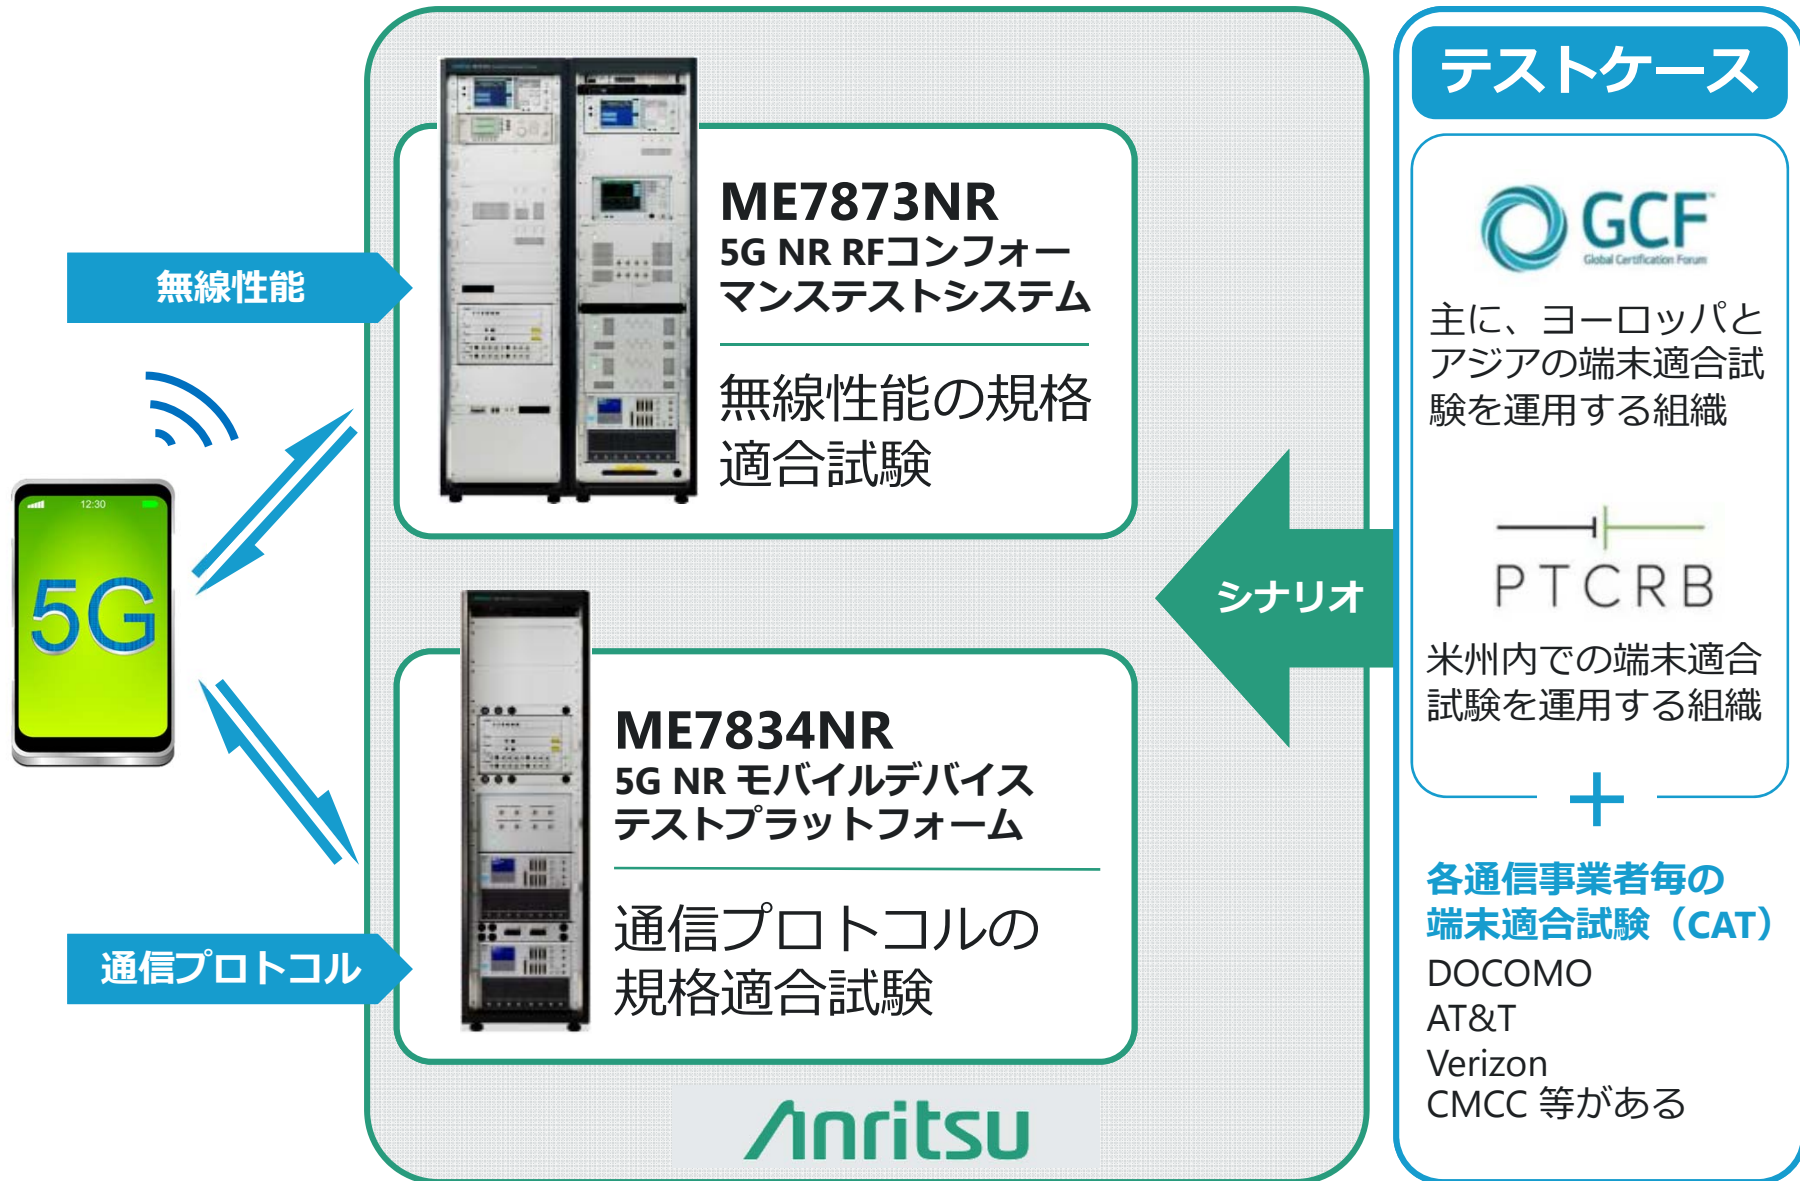 無線性能
12:30
5G
通信プロトコル
ME7873NR
5G NR RFコンフォー
マンステストシステム
無線性能の規格
適合試験
ME7834NR
5G NR モバイルデバイス
テストプラットフォーム
通信プロトコルの
規格適合試験
Anritsu
シナリオ
テストケース
GCF
Global Certification Forum
主に、ヨーロッパと
アジアの端末適合試
験を運用する組織
PTCRB
米州内での端末適合
試験を運用する組織
+
各通信事業者毎の
端末適合試験（CAT）
DOCOMO
AT&T
Verizon
CMCC 等がある